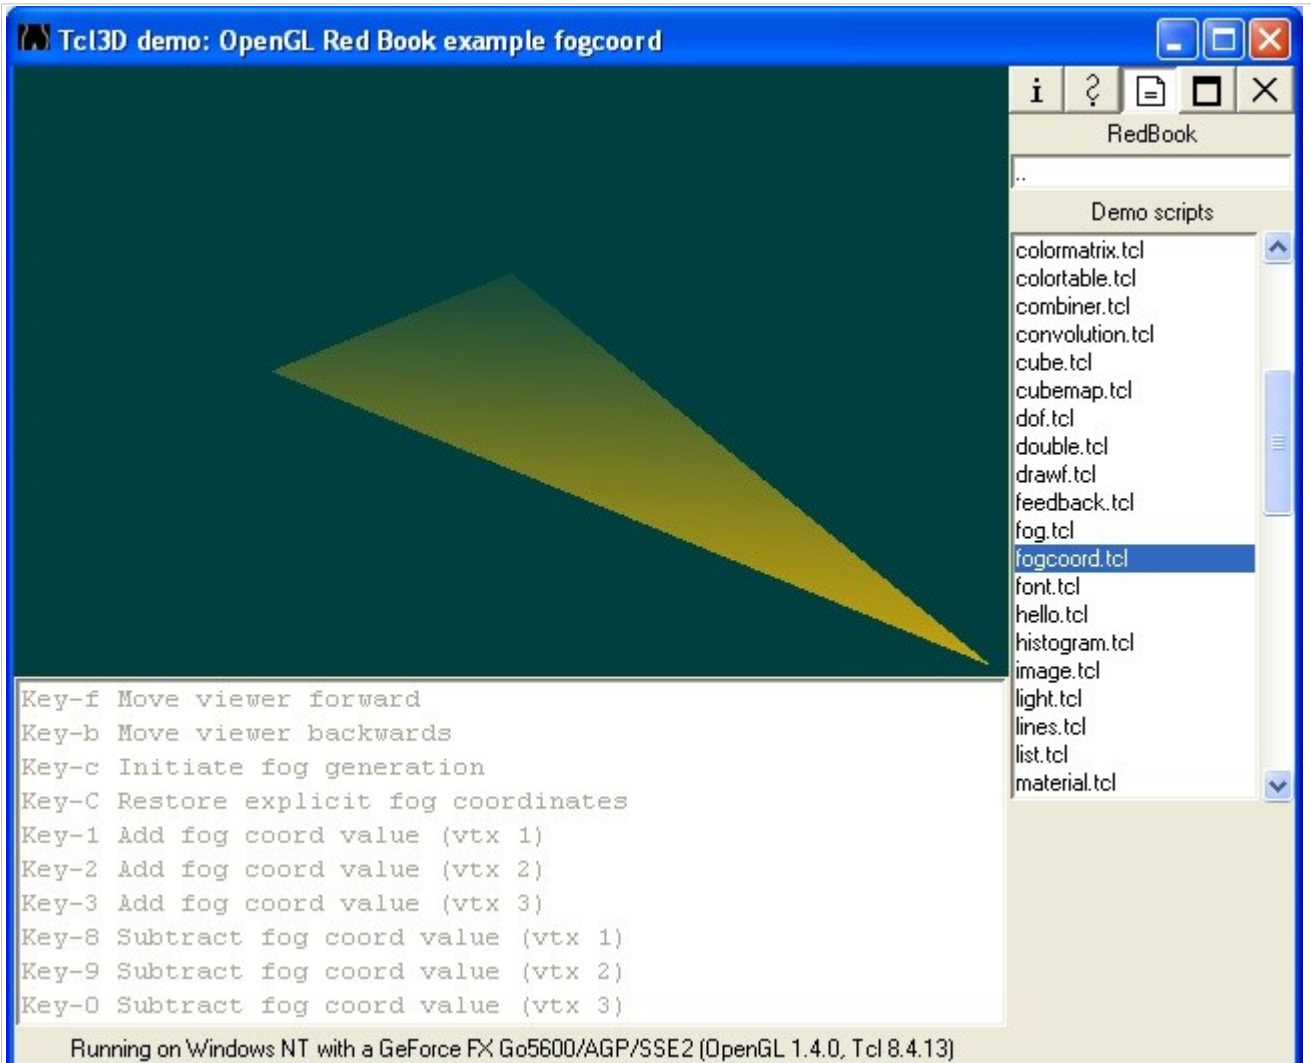 Tcl3D demo: OpenGL Red Book example fogcoord
i ?
RedBook
..
Demo scripts
colormatrix.tcl
colortable.tcl
combiner.tcl
convolution.tcl
cube.tcl
cubemap.tcl
dof.tcl
double.tcl
drawf.tcl
feedback.tcl
fog.tcl
fogcoord.tcl
font.tcl
hello.tcl
histogram.tcl
image.tcl
light.tcl
lines.tcl
list.tcl
material.tcl
Key-f Move viewer forward
Key-b Move viewer backwards
Key-c Initiate fog generation
Key-C Restore explicit fog coordinates
Key-1 Add fog coord value (vtx 1)
Key-2 Add fog coord value (vtx 2)
Key-3 Add fog coord value (vtx 3)
Key-8 Subtract fog coord value (vtx 1)
Key-9 Subtract fog coord value (vtx 2)
Key-0 Subtract fog coord value (vtx 3)
Running on Windows NT with a GeForce FX Go5600/AGP/SSE2 (OpenGL 1.4.0, Tcl 8.4.13)